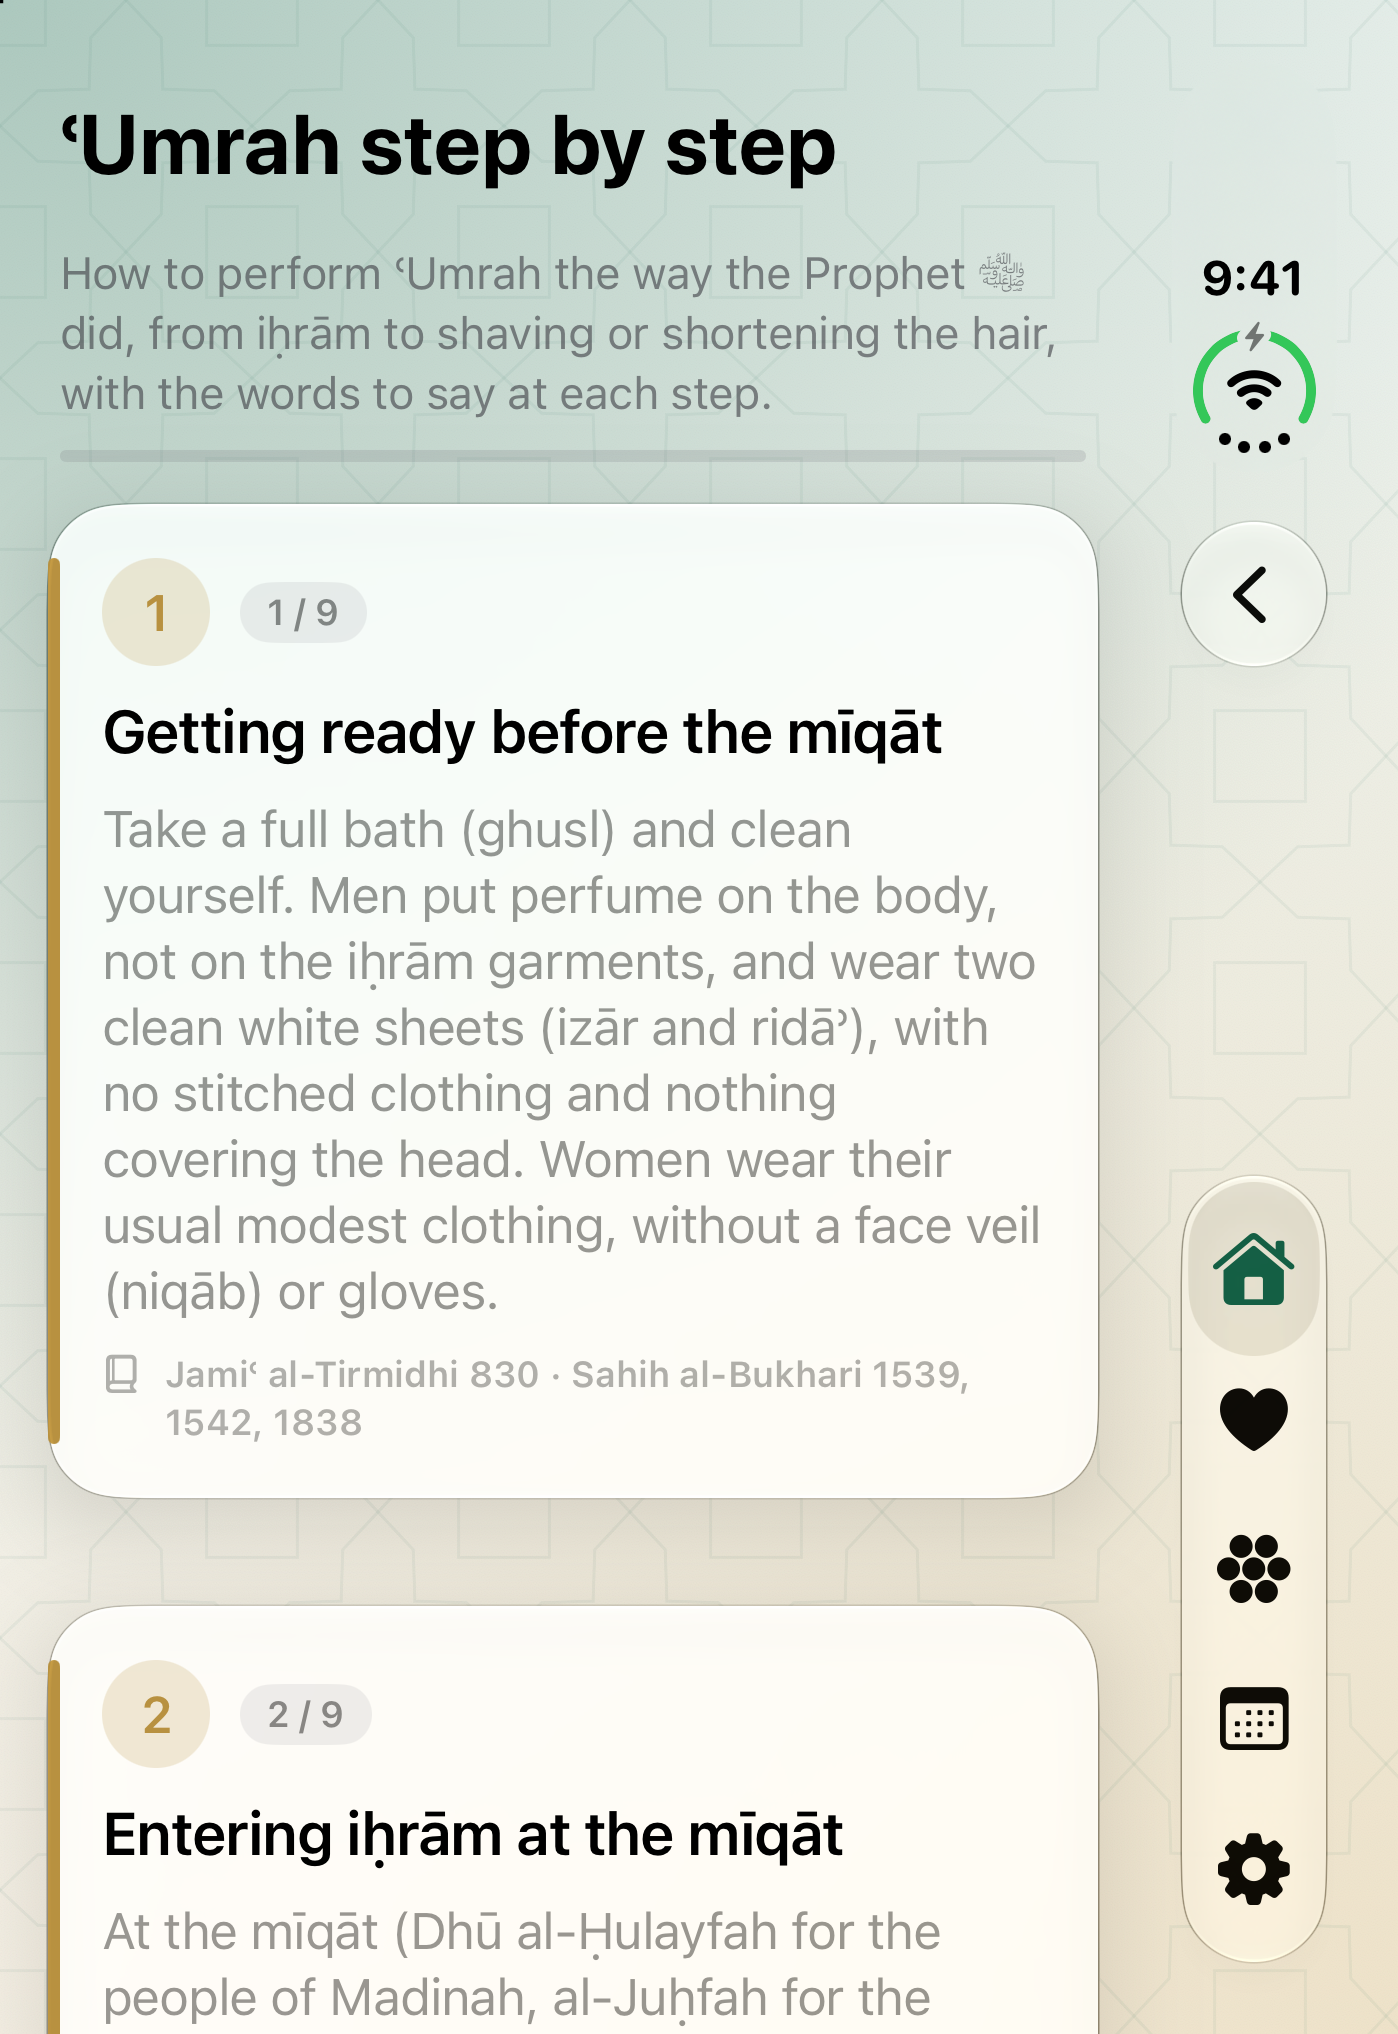 ʿUmrah step by step
How to perform ʿUmrah the way the Prophet ﷺ
did, from iḥrām to shaving or shortening the hair,
with the words to say at each step.
9:41
1
1 / 9
Getting ready before the mīqāt
Take a full bath (ghusl) and clean
yourself. Men put perfume on the body,
not on the iḥrām garments, and wear two
clean white sheets (izār and ridāʾ), with
no stitched clothing and nothing
covering the head. Women wear their
usual modest clothing, without a face veil
(niqāb) or gloves.
Jamiʿ al-Tirmidhi 830 · Sahih al-Bukhari 1539,
1542, 1838
2
2 / 9
Entering iḥrām at the mīqāt
At the mīqāt (Dhū al-Ḥulayfah for the
people of Madinah, al-Juḥfah for the